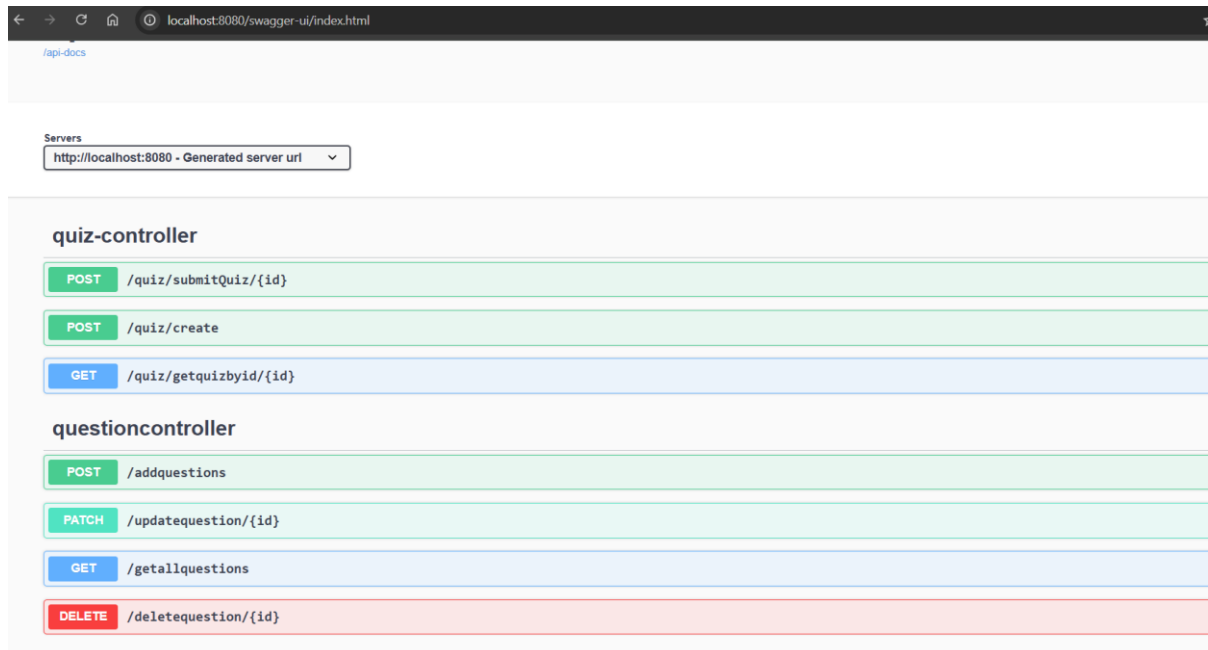 localhost:8080/swagger-ui/index.html
/api-docs
Servers
http://localhost:8080 - Generated server url
quiz-controller
POST /quiz/submitQuiz/{id}
POST /quiz/create
GET /quiz/getquizbyid/{id}
questioncontroller
POST /addquestions
PATCH /updatequestion/{id}
GET /getallquestions
DELETE /deletequestion/{id}